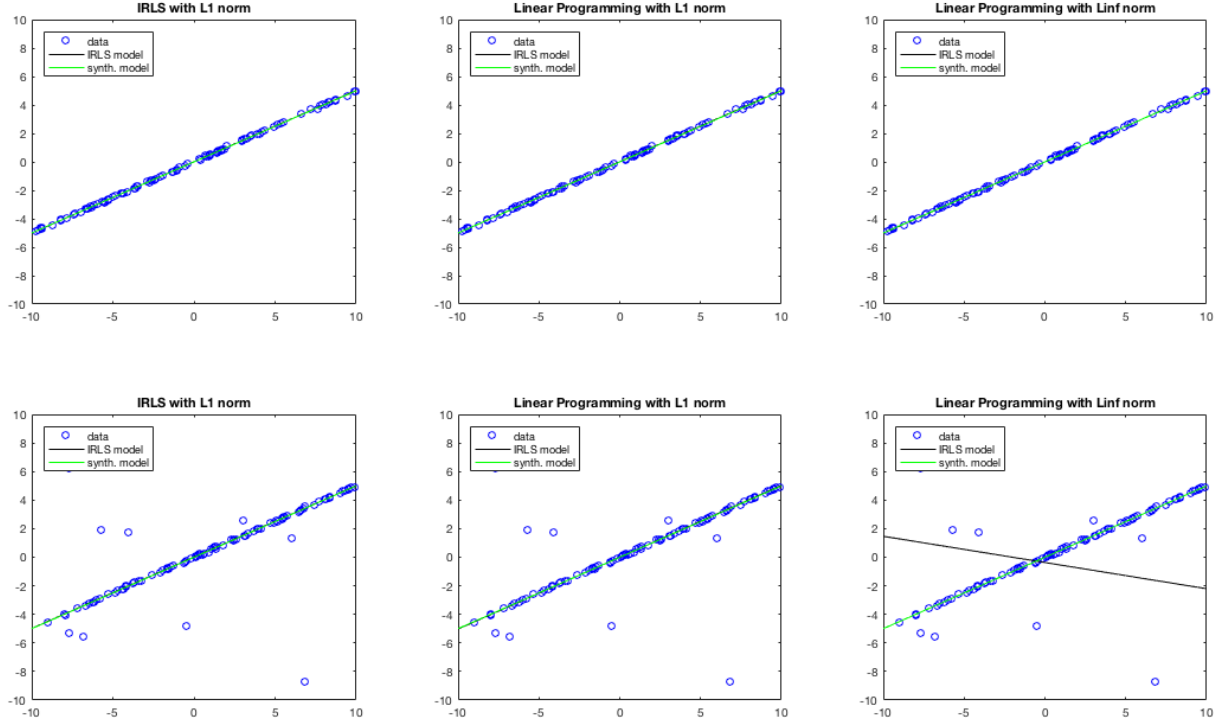 IRLS with L1 norm
Linear Programming with L1 norm
Linear Programming with Linf norm
10
8
6
4
2
0
-2
-4
-6
-8
-10
-10 -5 0 5 10
data
IRLS model
synth. model
10
8
6
4
2
0
-2
-4
-6
-8
-10
-10 -5 0 5 10
data
IRLS model
synth. model
10
8
6
4
2
0
-2
-4
-6
-8
-10
-10 -5 0 5 10
data
IRLS model
synth. model
IRLS with L1 norm
Linear Programming with L1 norm
Linear Programming with Linf norm
10
8
6
4
2
0
-2
-4
-6
-8
-10
-10 -5 0 5 10
data
IRLS model
synth. model
10
8
6
4
2
0
-2
-4
-6
-8
-10
-10 -5 0 5 10
data
IRLS model
synth. model
10
8
6
4
2
0
-2
-4
-6
-8
-10
-10 -5 0 5 10
data
IRLS model
synth. model